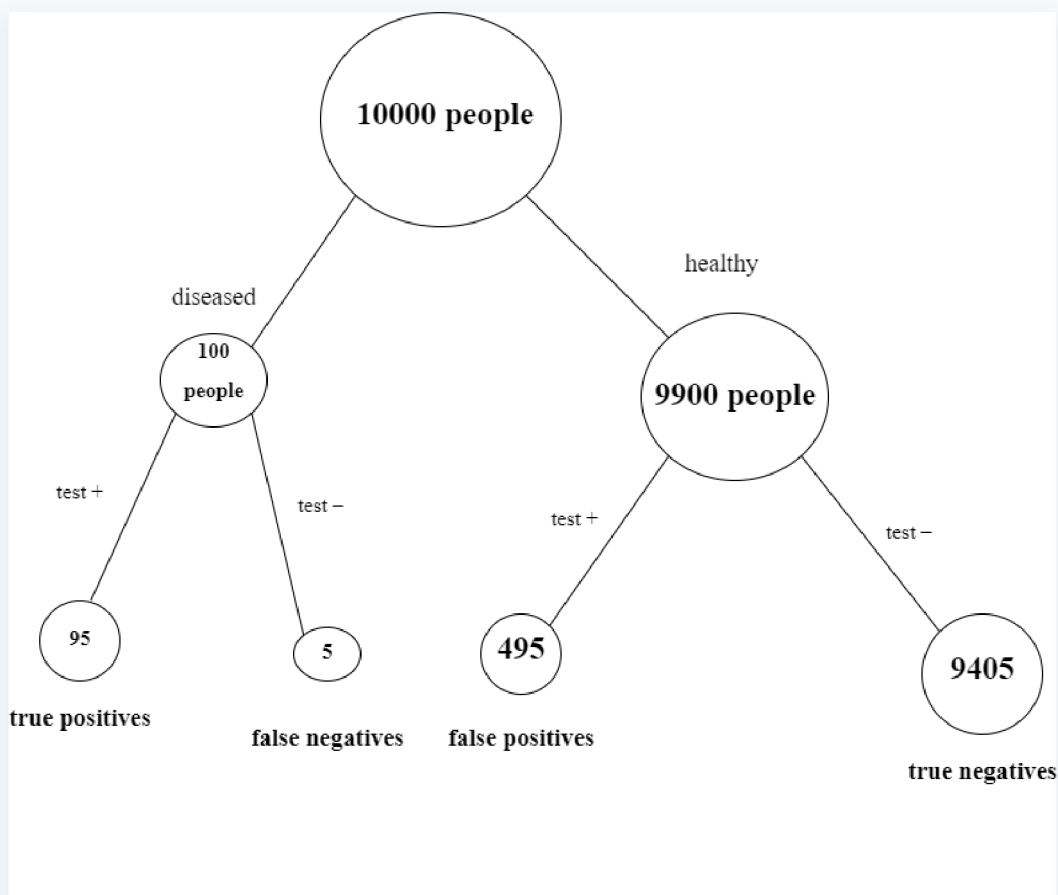 10000 people
healthy
diseased
100
people
9900 people
test +
test −
test +
test −
95
5
495
9405
true positives
false negatives
false positives
true negatives